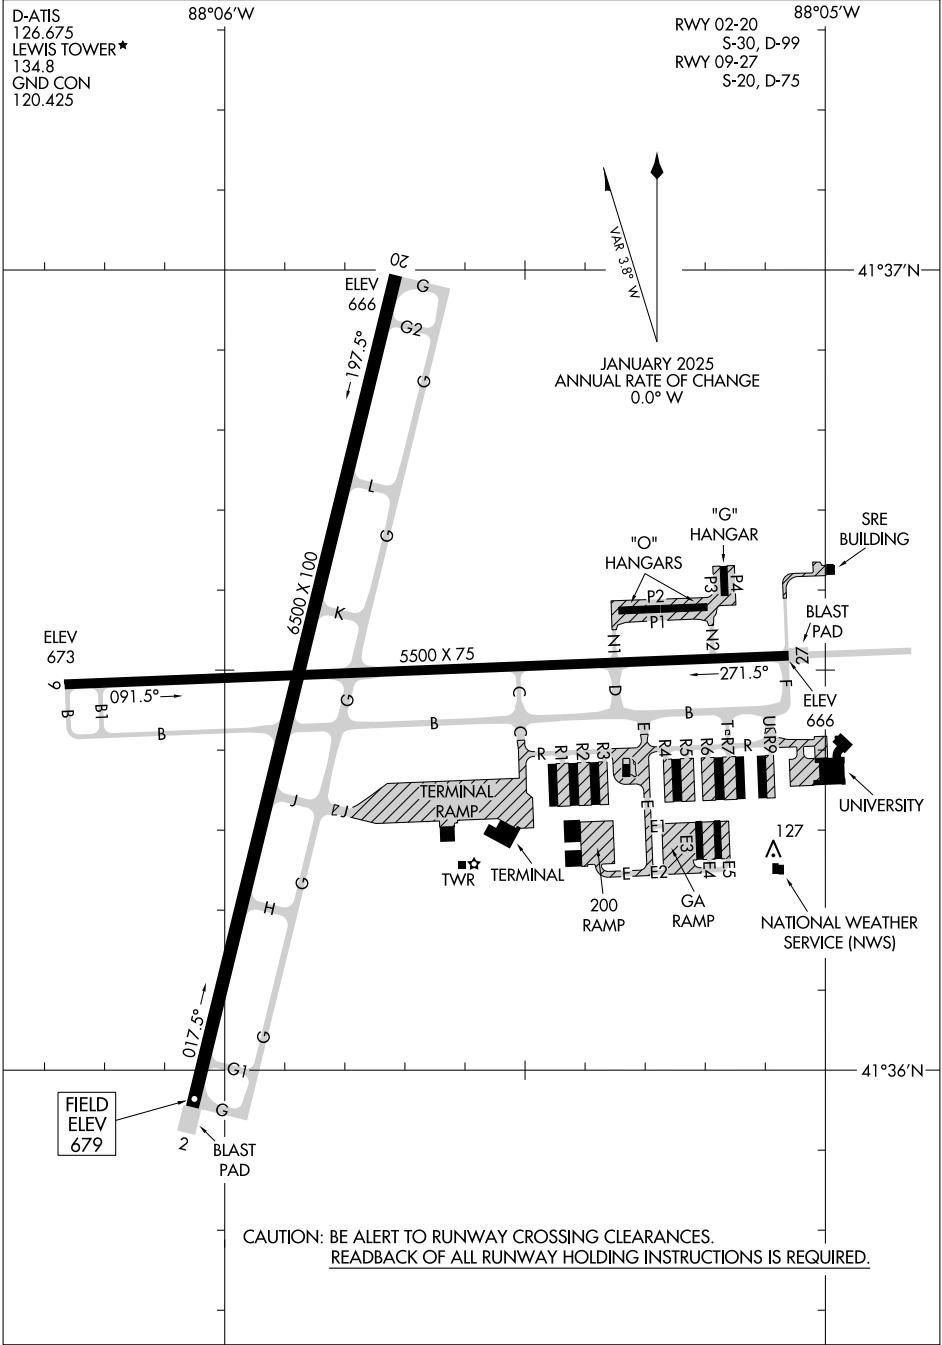 D-ATIS
126.675
LEWIS TOWER★
134.8
GND CON
120.425
88°06'W
88°05'W
RWY 02-20
S-30, D-99
RWY 09-27
S-20, D-75
VAR 3.8° W
41°37'N
JANUARY 2025
ANNUAL RATE OF CHANGE
0.0° W
20
ELEV
666
G
G2
197.5°
G
L
G
"G"
HANGAR
"O"
HANGARS
SRE
BUILDING
P3
P4
P2
P1
6500 X 100
K
N1
N2
BLAST
PAD
ELEV
673
5500 X 75
27
9
091.5°
271.5°
G
C
D
F
ELEV
666
B
B1
B
B
B
C
E
T
U
R
R1
R2
R3
R4
R5
R6
R7
R
R9
TERMINAL
RAMP
J
J
UNIVERSITY
E
E1
E3
127
TWR
TERMINAL
E
E2
E4
E5
G
H
200
RAMP
GA
RAMP
NATIONAL WEATHER
SERVICE (NWS)
017.5°
G
G1
41°36'N
G
FIELD
ELEV
679
2
BLAST
PAD
CAUTION: BE ALERT TO RUNWAY CROSSING CLEARANCES.
READBACK OF ALL RUNWAY HOLDING INSTRUCTIONS IS REQUIRED.